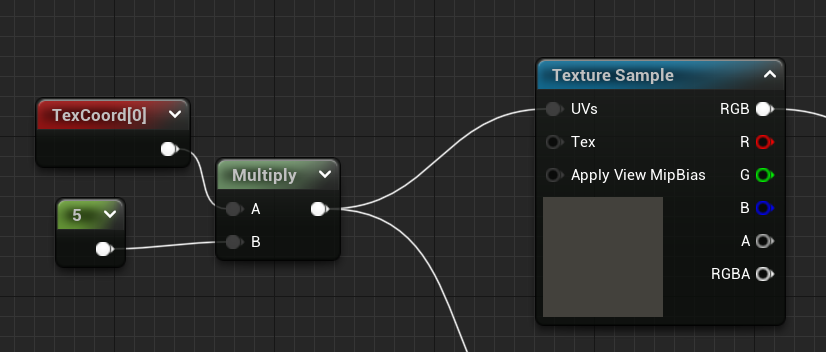 TexCoord[0]
5
Multiply
A
B
Texture Sample
UVs RGB
Tex R
Apply View MipBias G
B
A
RGBA